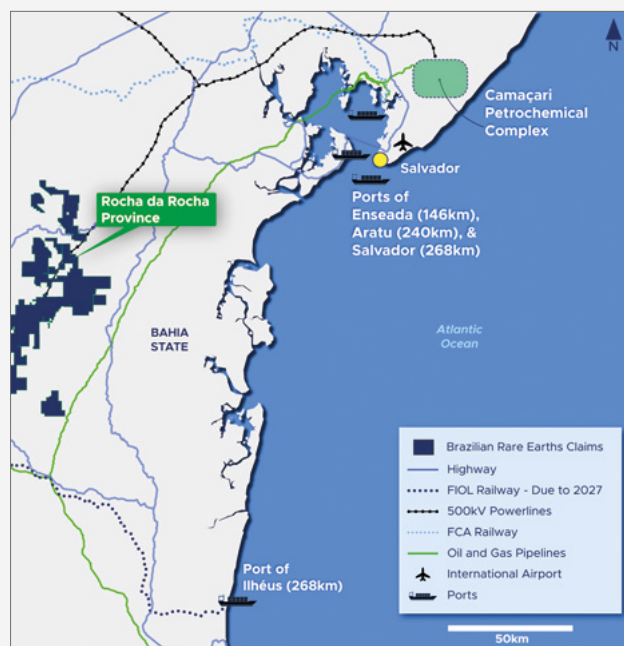 N
Camaçari
Petrochemical
Complex
Salvador
Rocha da Rocha
Province
Ports of
Enseada (146km),
Aratu (240km), &
Salvador (268km)
BAHIA
STATE
Atlantic
Ocean
Brazilian Rare Earths Claims
Highway
FIOL Railway - Due to 2027
500kV Powerlines
FCA Railway
Oil and Gas Pipelines
International Airport
Ports
Port of
Ilhéus (268km)
50km